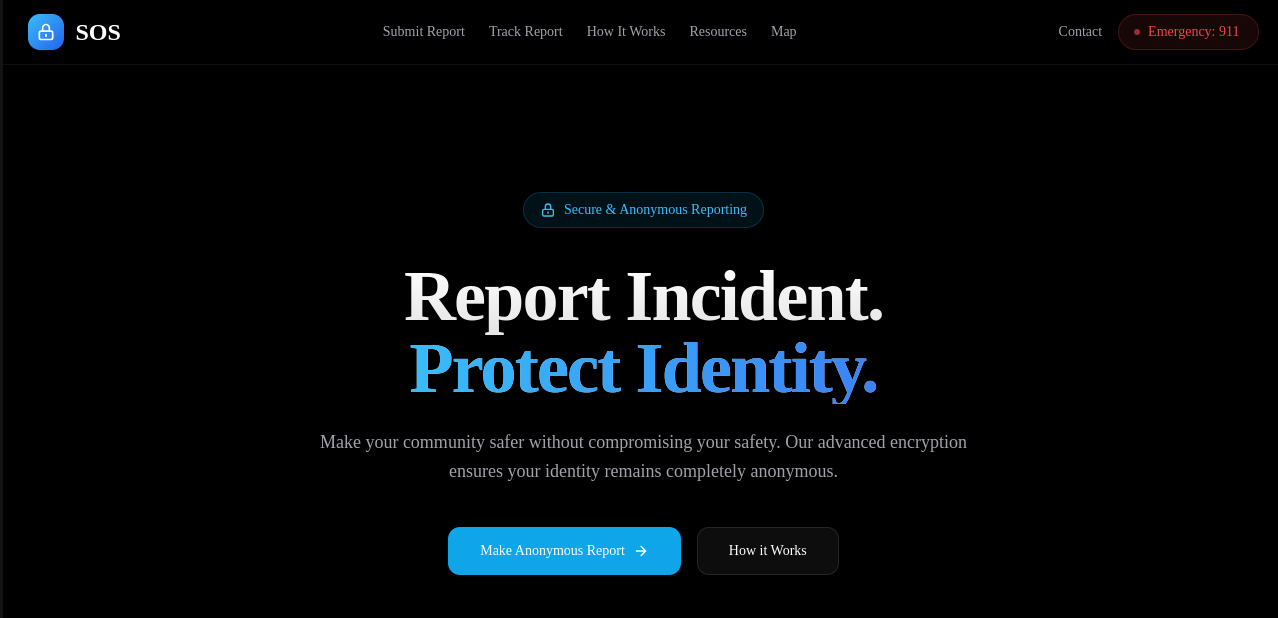 SOS
Submit Report
Track Report
How It Works
Resources
Map
Contact
Emergency: 911
Secure & Anonymous Reporting
Report Incident.
Protect Identity.
Make your community safer without compromising your safety. Our advanced encryption
ensures your identity remains completely anonymous.
Make Anonymous Report
How it Works